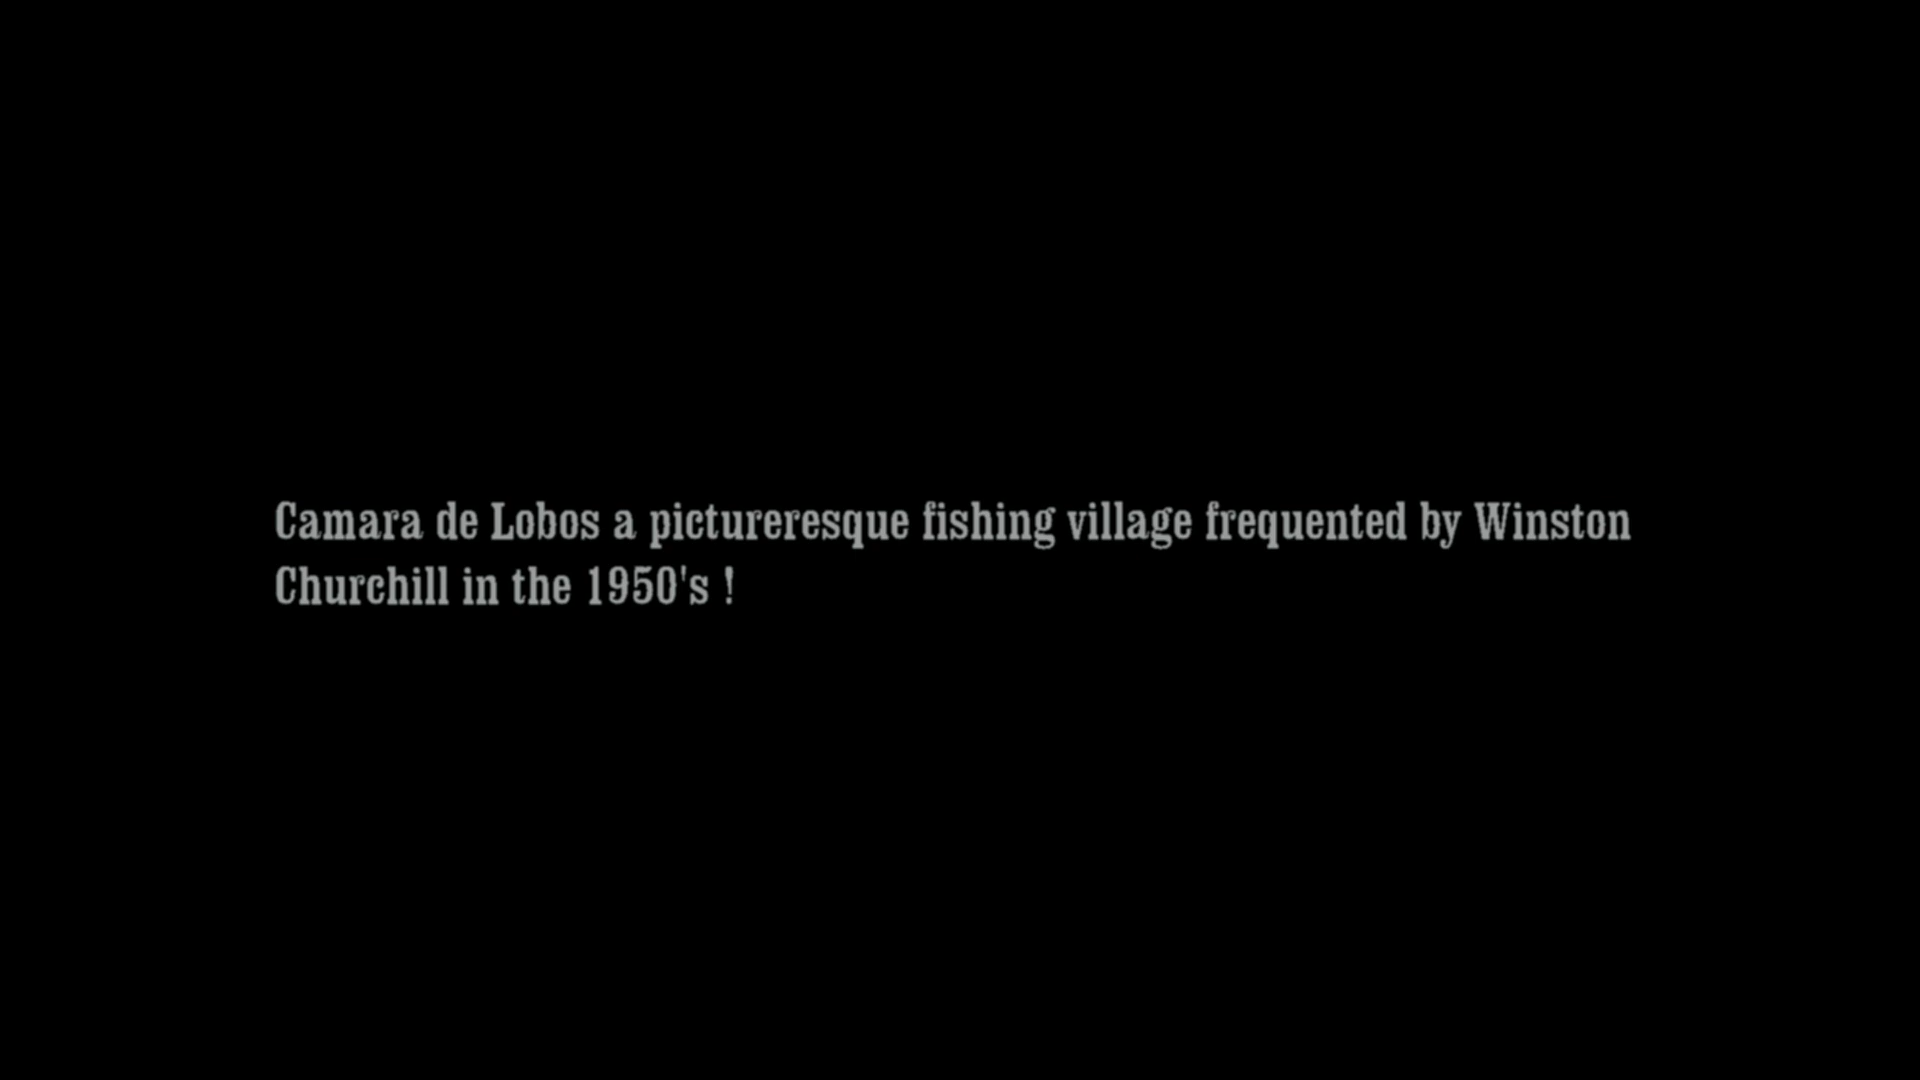 Camara de Lobos a pictureresque fishing village frequented by Winston
Churchill in the 1950's !